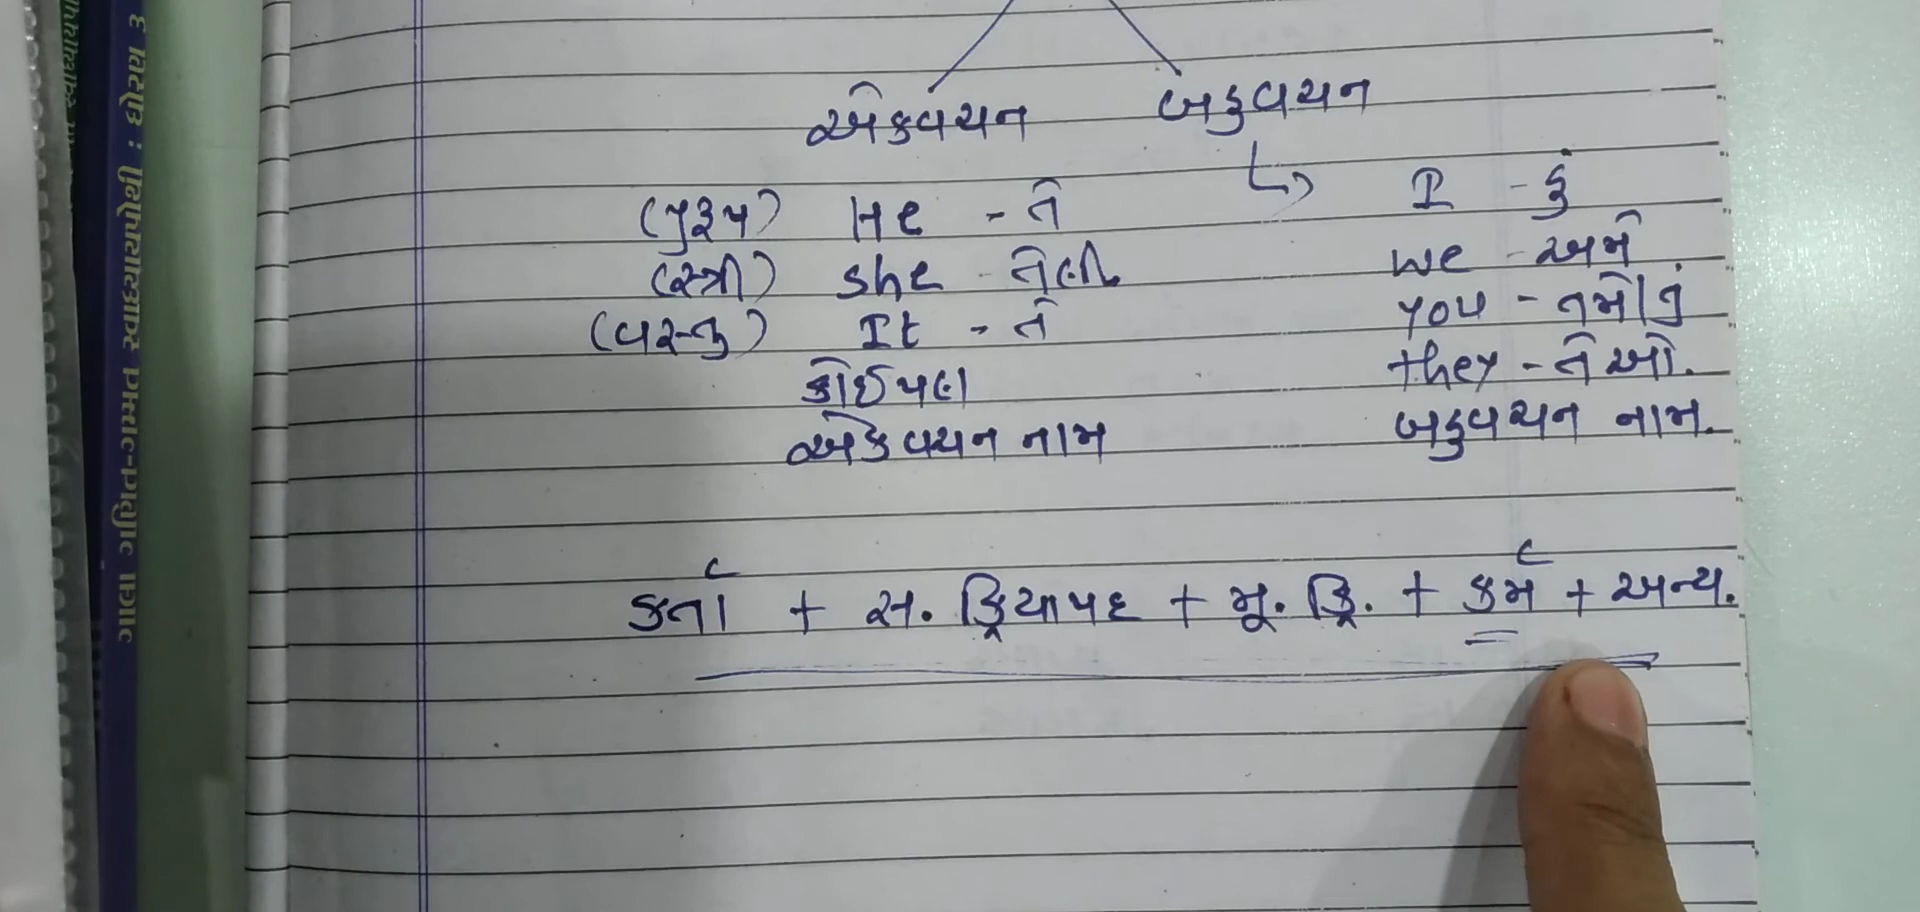 એકવચન
બહુવચન
(પુરૂષ) He - તે
(સ્ત્રી) she - તેણી
(વસ્તુ) It - તે
કોઈપણ
એકવચન નામ
I - હું
we - અમે
you - તમે/તું
they - તેઓ.
બહુવચન નામ.
કર્તા + સ. ક્રિયાપદ + મૂ. ક્રિ. + કર્મ + અન્ય.